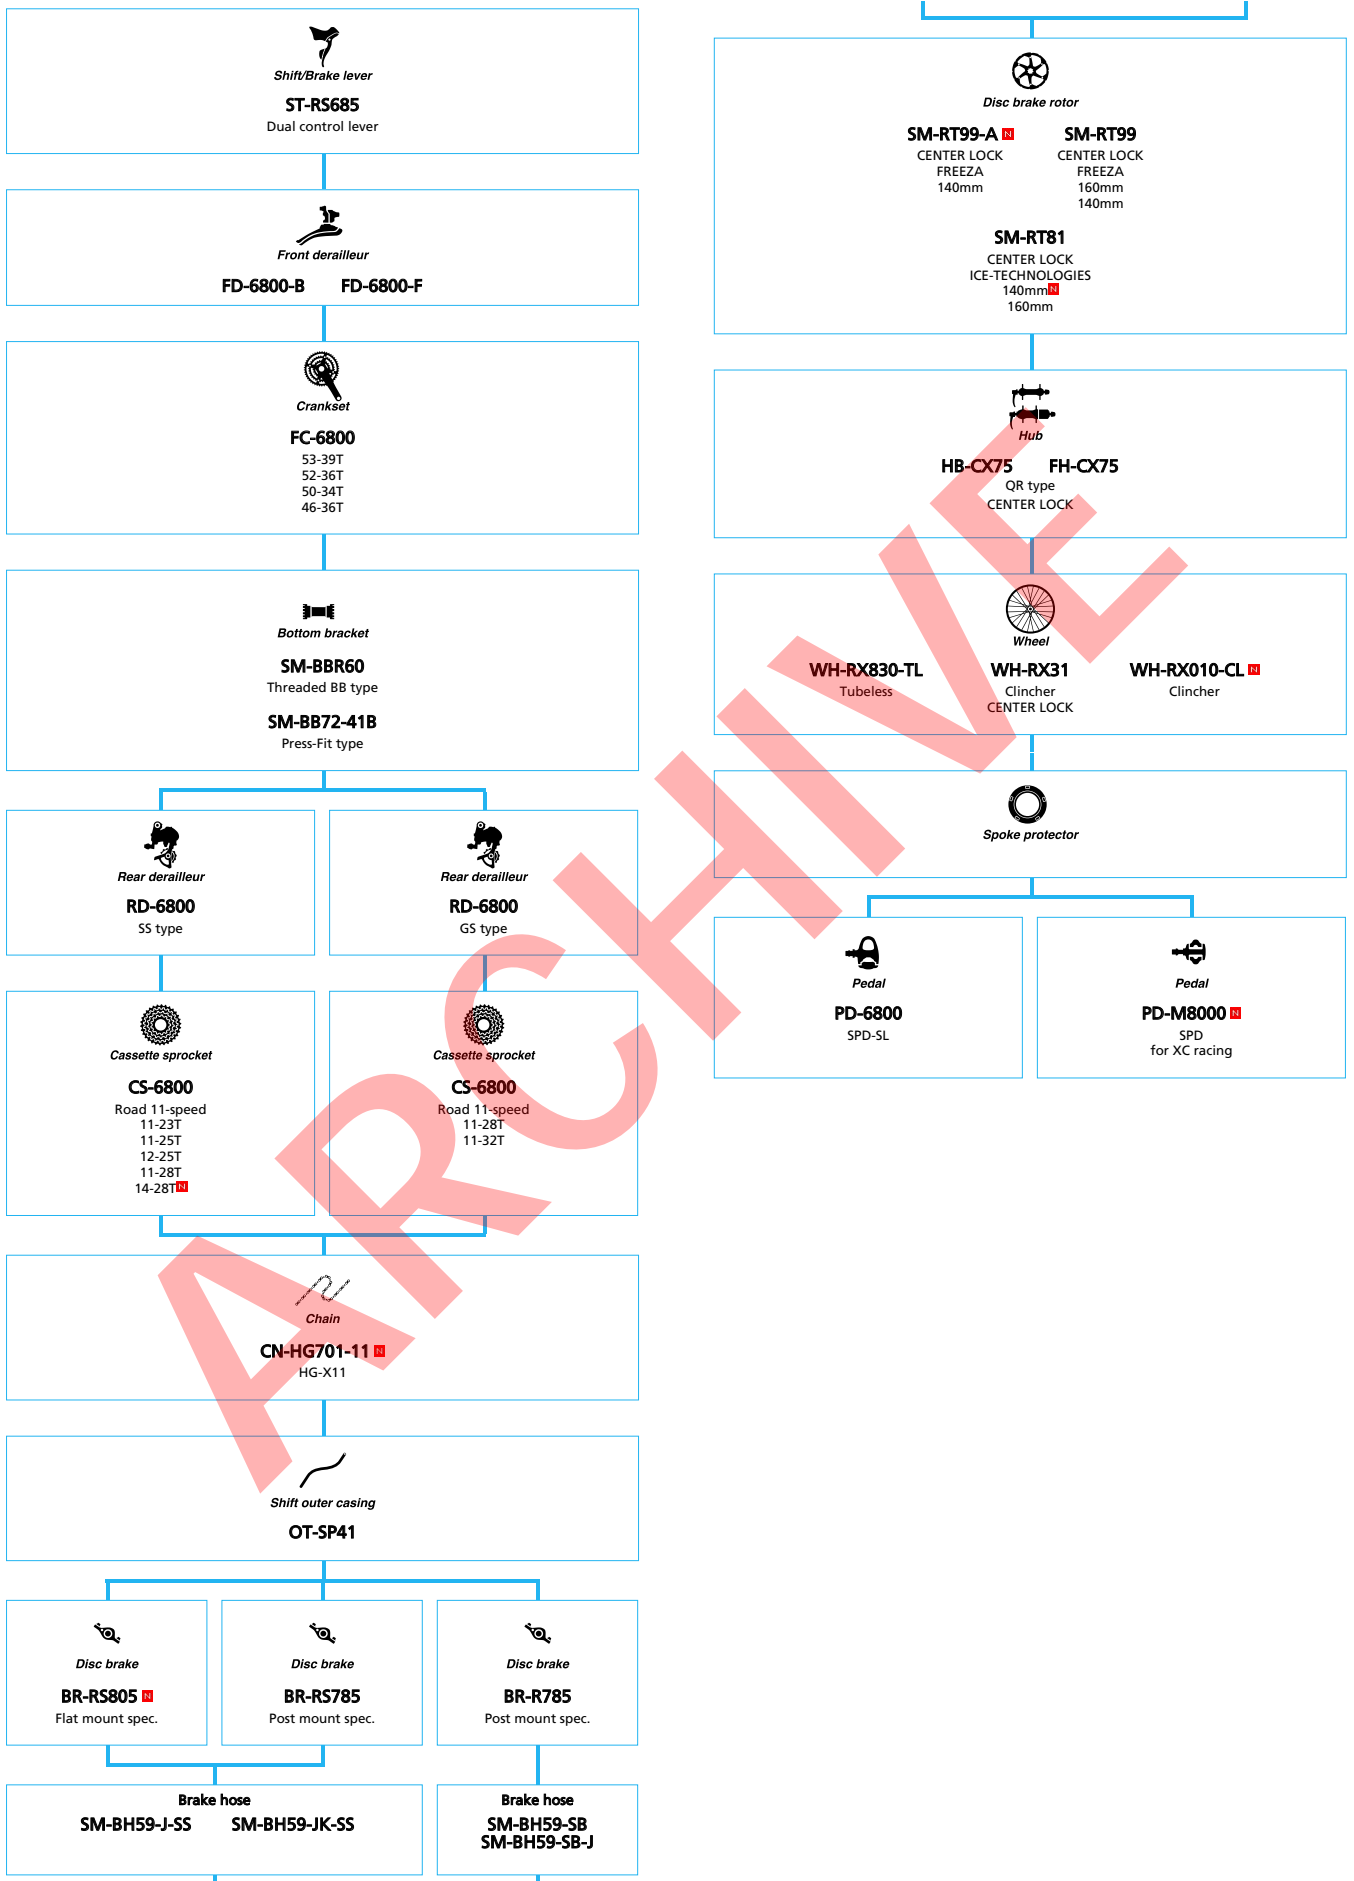 Shift/Brake lever
ST-RS685
Dual control lever
Front derailleur
FD-6800-B FD-6800-F
Crankset
FC-6800
53-39T
52-36T
50-34T
46-36T
Bottom bracket
SM-BBR60
Threaded BB type
SM-BB72-41B
Press-Fit type
Rear derailleur
RD-6800
SS type
Rear derailleur
RD-6800
GS type
Cassette sprocket
CS-6800
Road 11-speed
11-23T
11-25T
12-25T
11-28T
14-28T N
Cassette sprocket
CS-6800
Road 11-speed
11-28T
11-32T
Chain
CN-HG701-11 N
HG-X11
Shift outer casing
OT-SP41
Disc brake
BR-RS805 N
Flat mount spec.
Disc brake
BR-RS785
Post mount spec.
Disc brake
BR-R785
Post mount spec.
Brake hose
SM-BH59-J-SS SM-BH59-JK-SS
Brake hose
SM-BH59-SB
SM-BH59-SB-J
Disc brake rotor
SM-RT99-A N
CENTER LOCK
FREEZA
140mm
SM-RT99
CENTER LOCK
FREEZA
160mm
140mm
SM-RT81
CENTER LOCK
ICE-TECHNOLOGIES
140mm N
160mm
Hub
HB-CX75 FH-CX75
QR type
CENTER LOCK
Wheel
WH-RX830-TL
Tubeless
WH-RX31
Clincher
CENTER LOCK
WH-RX010-CL N
Clincher
Spoke protector
Pedal
PD-6800
SPD-SL
Pedal
PD-M8000 N
SPD
for XC racing
ARCHIVE